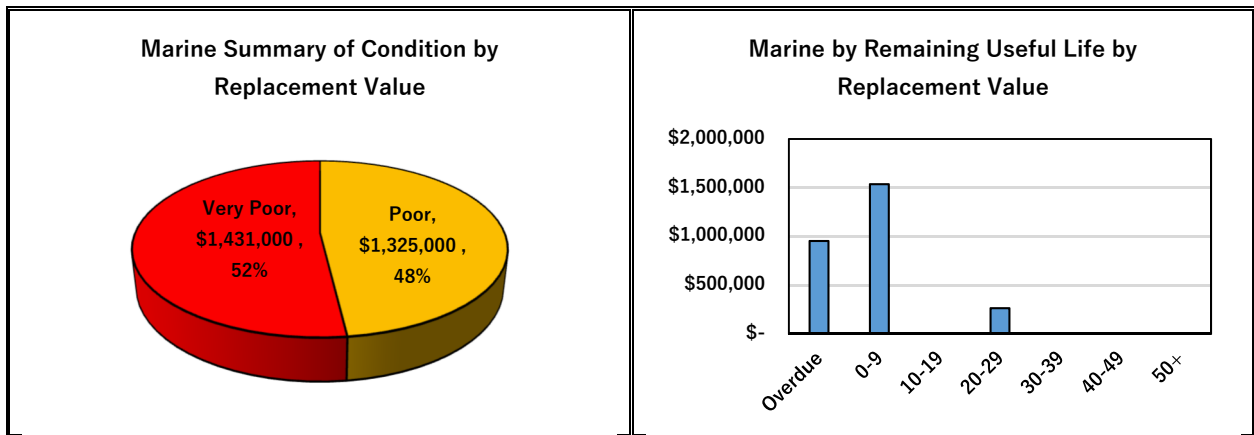 Marine Summary of Condition by
Replacement Value
Very Poor,
$1,431,000 ,
52%
Poor,
$1,325,000 ,
48%
Marine by Remaining Useful Life by
Replacement Value
$2,000,000
$1,500,000
$1,000,000
$500,000
$-
Overdue
0-9
10-19
20-29
30-39
40-49
50+